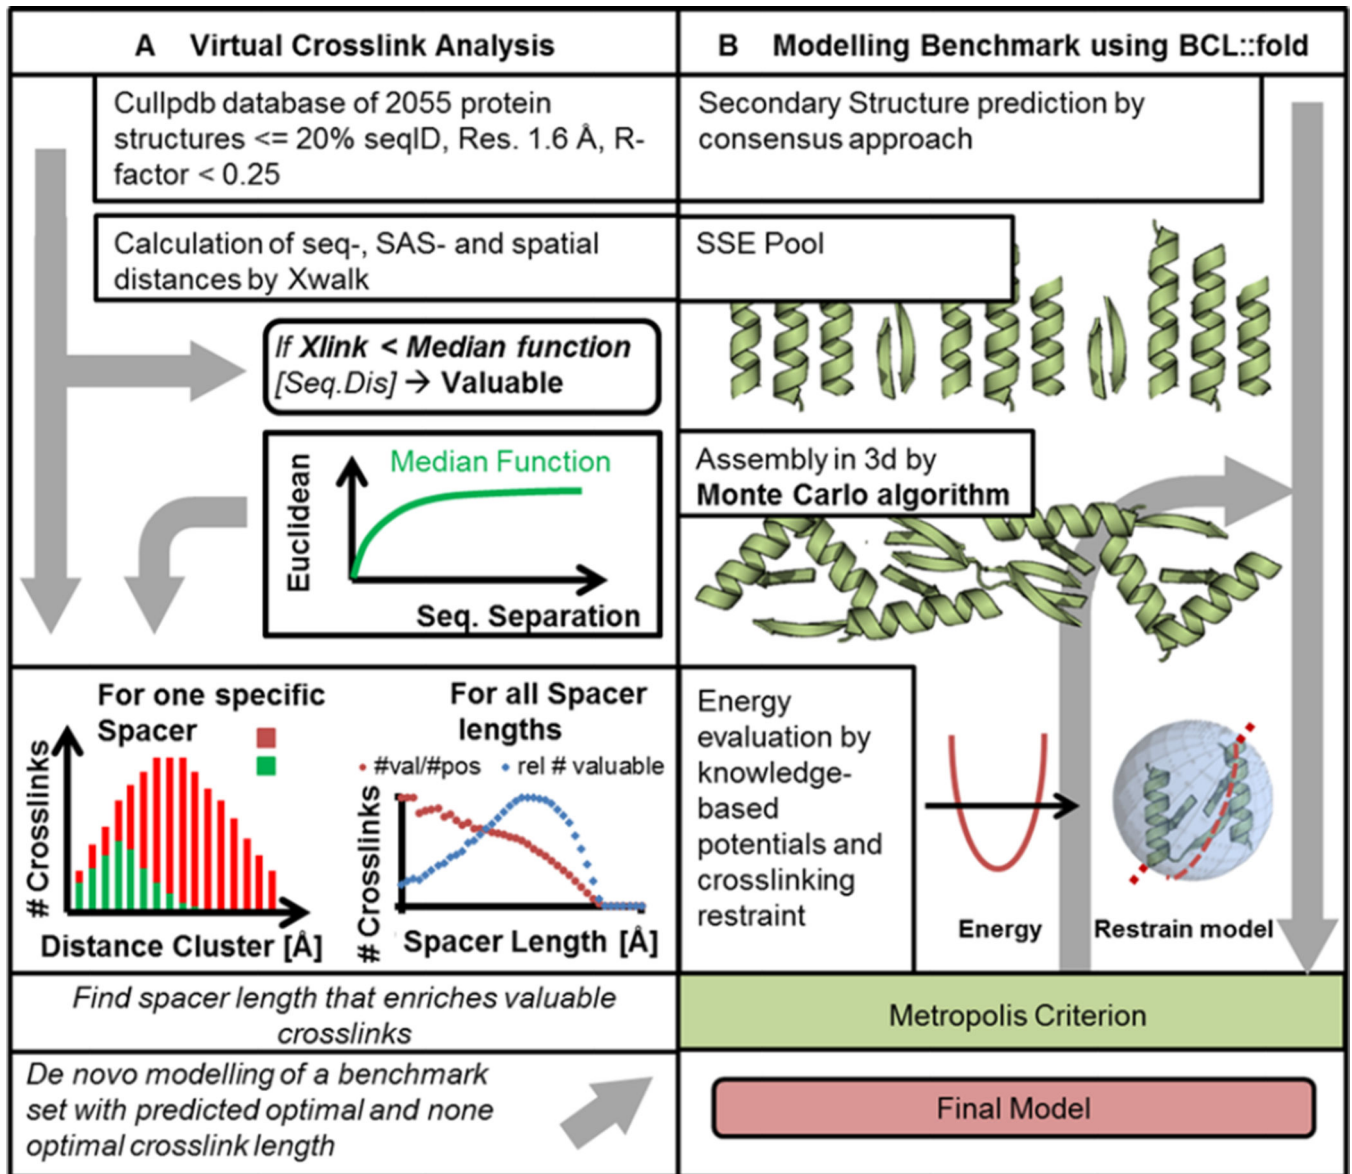 A Virtual Crosslink Analysis
Cullpdb database of 2055 protein
structures <= 20% seqID, Res. 1.6 Å, R-
factor < 0.25
Calculation of seq-, SAS- and spatial
distances by Xwalk
If Xlink < Median function
[Seq.Dis] → Valuable
Median Function
Euclidean
Seq. Separation
For one specific
Spacer
# Crosslinks
Distance Cluster [Å]
For all Spacer
lengths
#val/#pos rel # valuable
# Crosslinks
Spacer Length [Å]
Find spacer length that enriches valuable
crosslinks
De novo modelling of a benchmark
set with predicted optimal and none
optimal crosslink length
B Modelling Benchmark using BCL::fold
Secondary Structure prediction by
consensus approach
SSE Pool
Assembly in 3d by
Monte Carlo algorithm
Energy
evaluation by
knowledge-
based
potentials and
crosslinking
restraint
Energy
Restrain model
Metropolis Criterion
Final Model